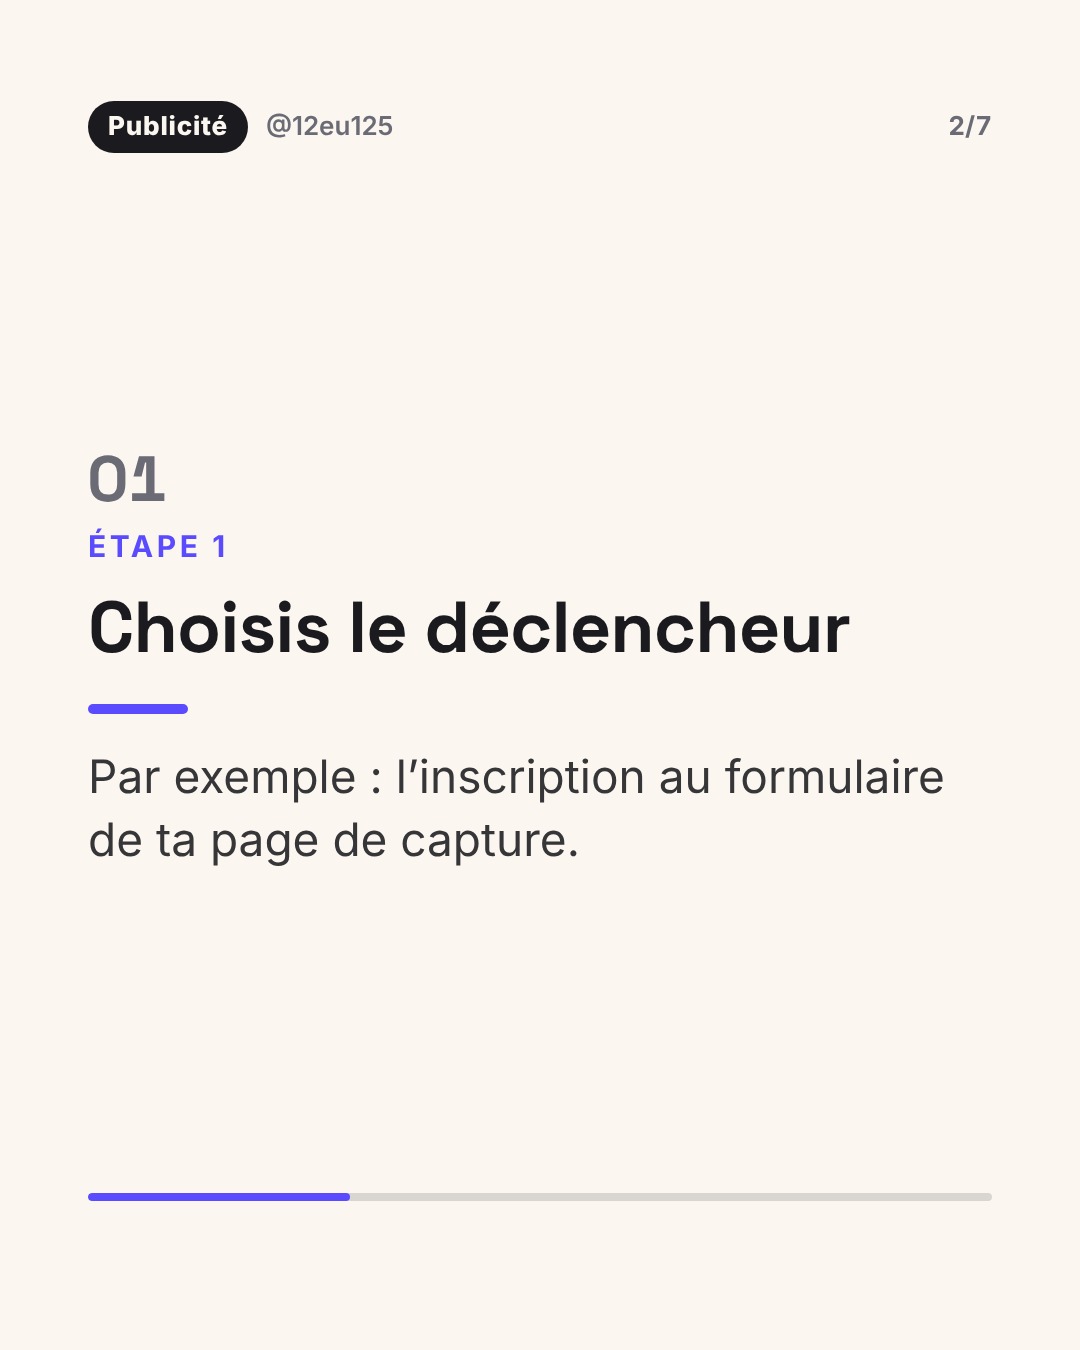 Publicité @12eu125 2/7
01
ÉTAPE 1
Choisis le déclencheur
Par exemple : l’inscription au formulaire
de ta page de capture.